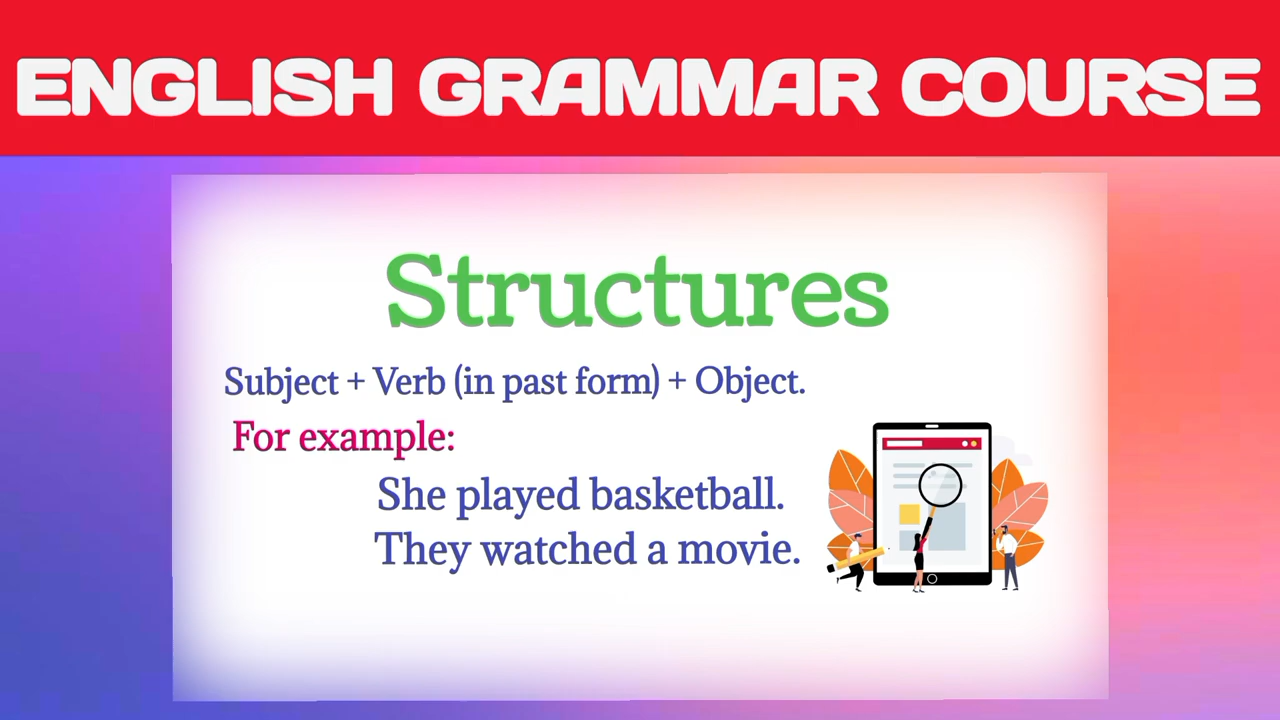 ENGLISH GRAMMAR COURSE
Structures
Subject + Verb (in past form) + Object.
For example:
She played basketball.
They watched a movie.